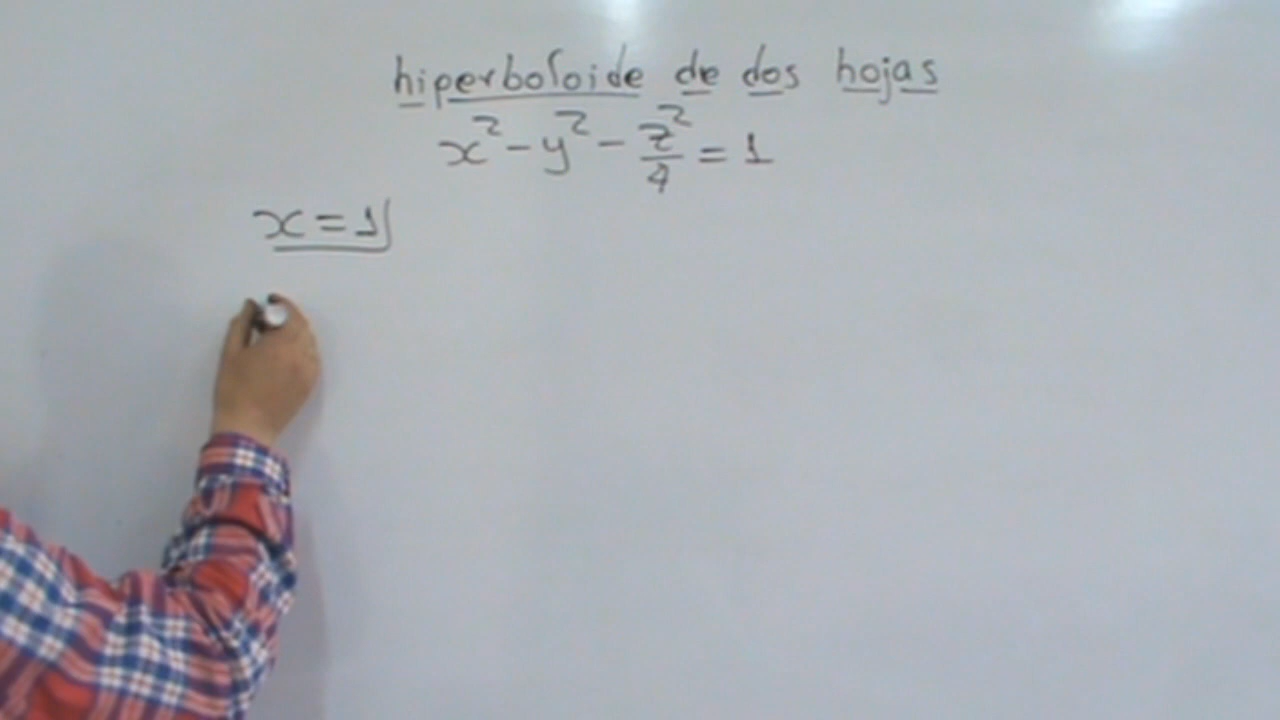 hiperboloide de dos hojas
x² - y² - z²/4 = 1
x = 1